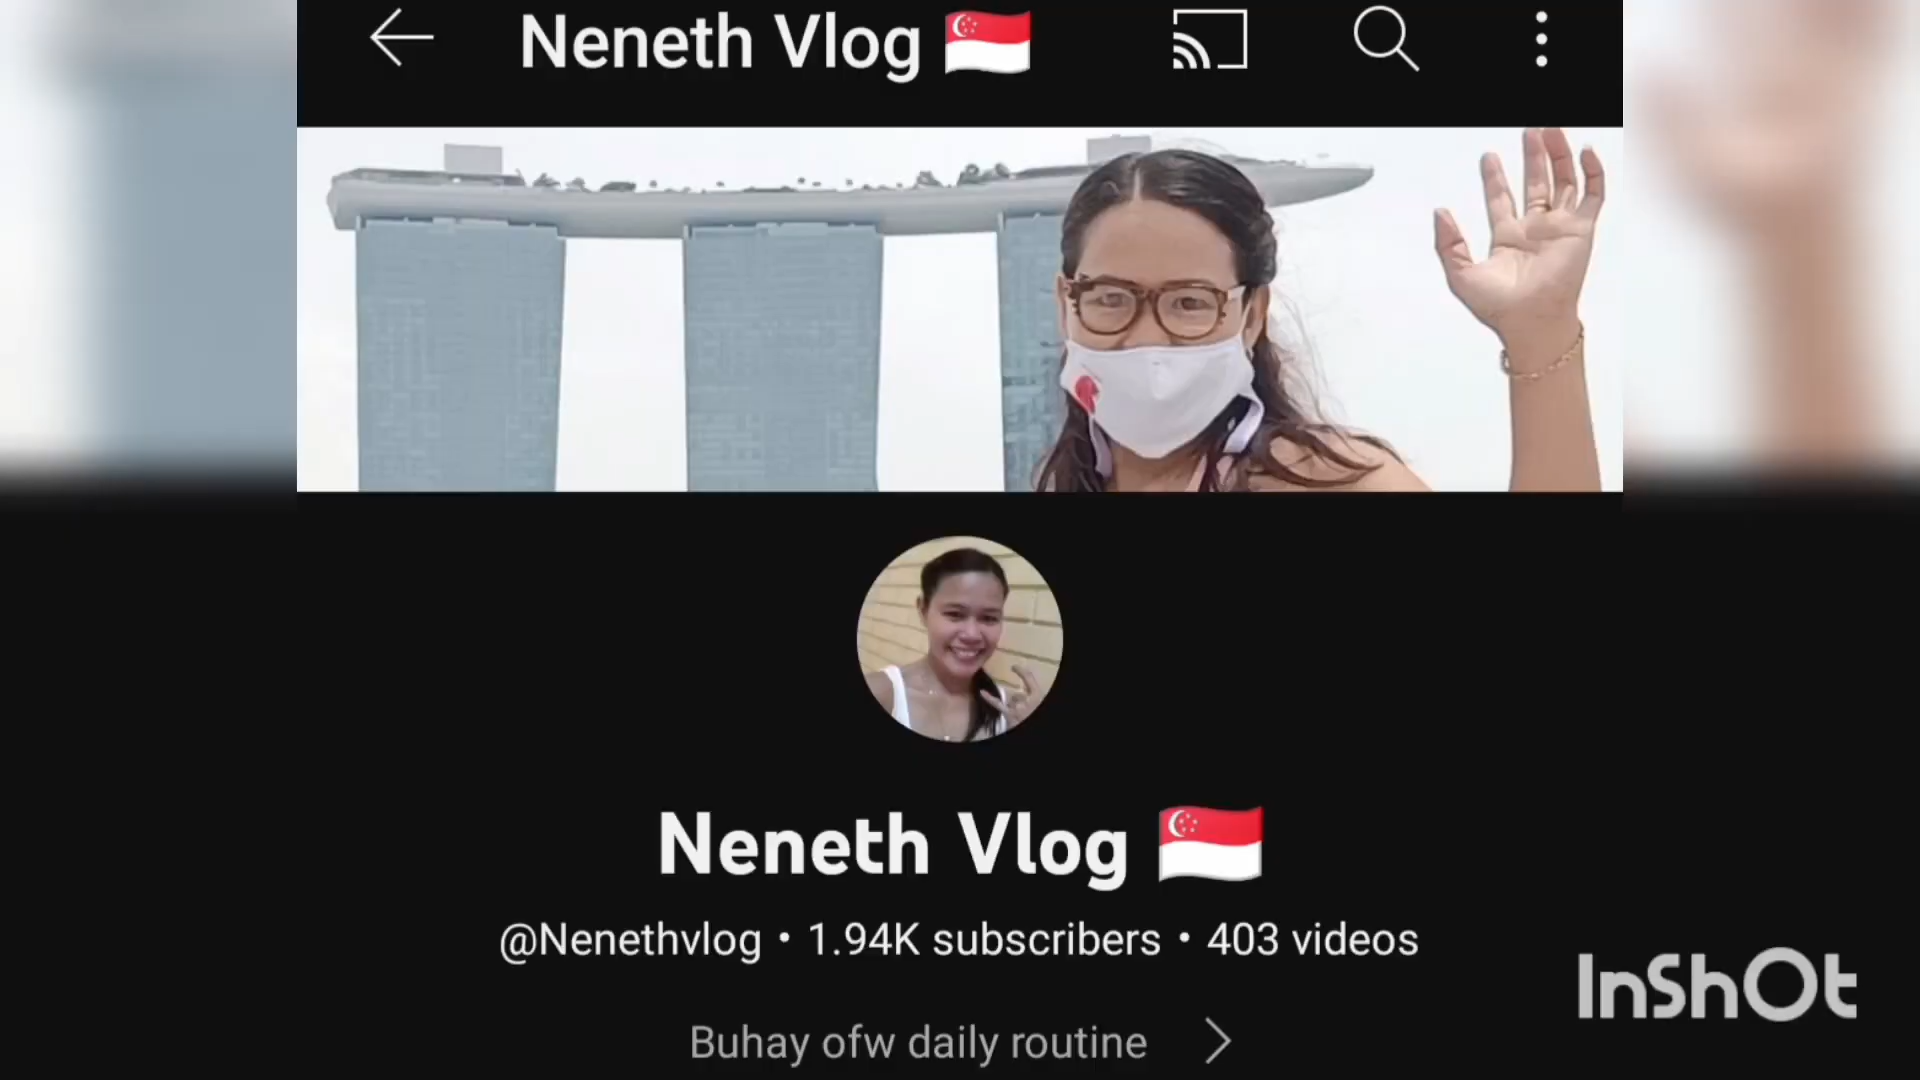 Neneth Vlog 🇸🇬
Neneth Vlog 🇸🇬
@Nenethvlog • 1.94K subscribers • 403 videos
Buhay ofw daily routine
InShOt